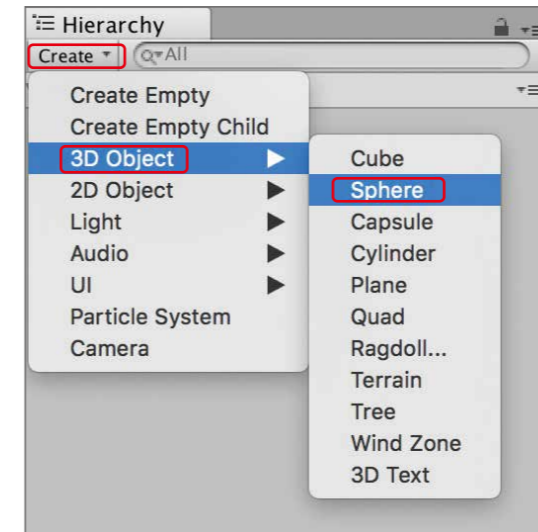 Hierarchy
Create
All
Create Empty
Create Empty Child
3D Object
2D Object
Light
Audio
UI
Particle System
Camera
Cube
Sphere
Capsule
Cylinder
Plane
Quad
Ragdoll...
Terrain
Tree
Wind Zone
3D Text